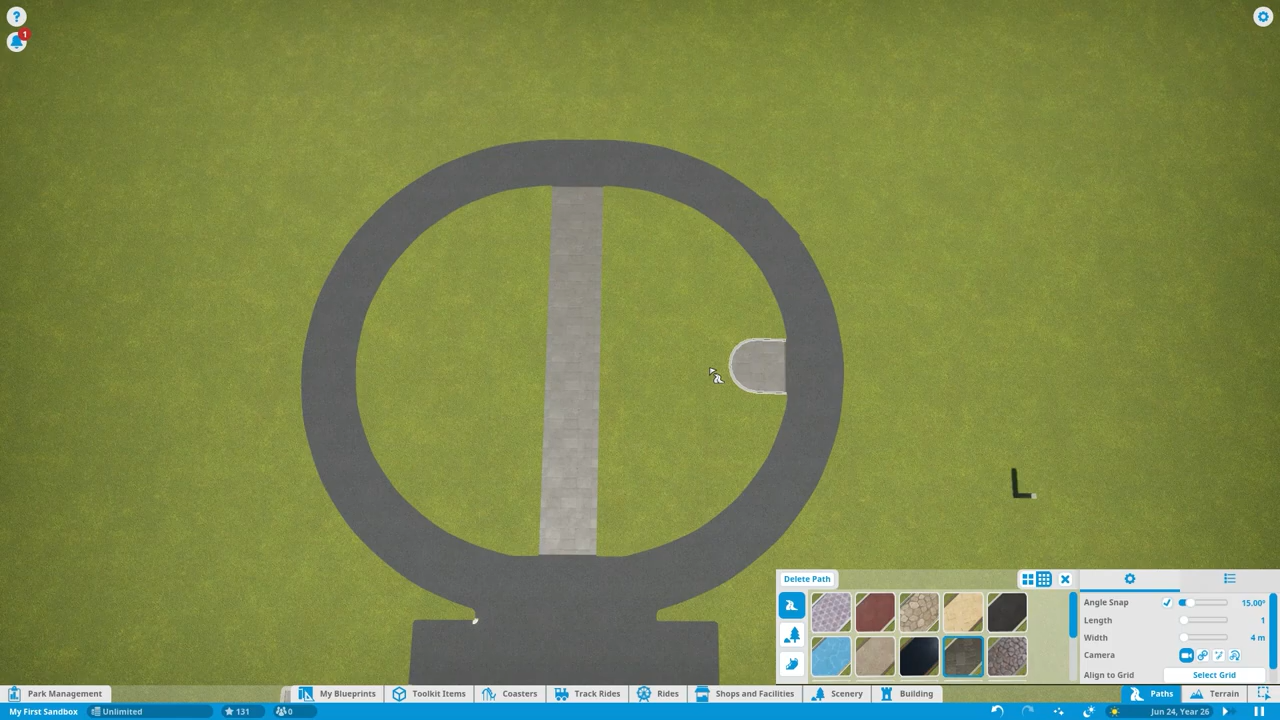 ?
1
Delete Path
Angle Snap 15.00°
Length 1
Width 4 m
Camera
Align to Grid Select Grid
Park Management My Blueprints Toolkit Items Coasters Track Rides Rides Shops and Facilities Scenery Building Paths Terrain
My First Sandbox Unlimited 131 0 Jun 24, Year 26